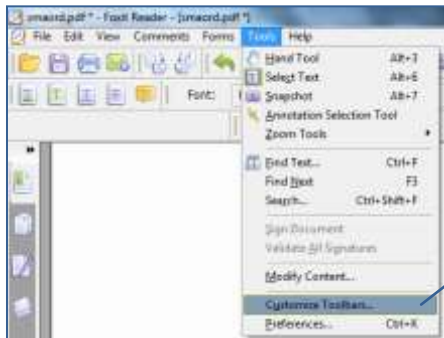 smacrd.pdf * - Foxit Reader - [smacrd.pdf *]
File Edit View Comments Forms Tools Help
Hand Tool Alt+3
Select Text Alt+6
Snapshot Alt+7
Annotation Selection Tool
Zoom Tools
Font:
Find Text... Ctrl+F
Find Next F3
Search... Ctrl+Shift+F
Sign Document
Validate All Signatures
Modify Content...
Customize Toolbars...
Preferences... Ctrl+K